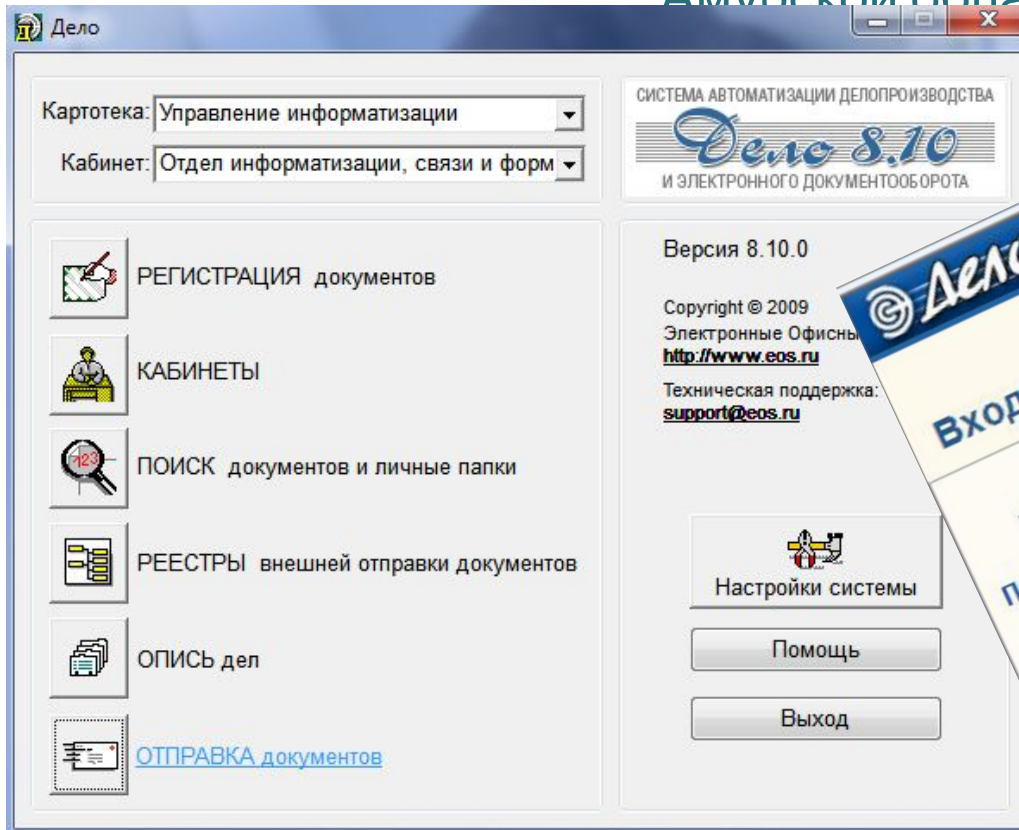 Дело
Картотека: Управление информатизации
Кабинет: Отдел информатизации, связи и форм
СИСТЕМА АВТОМАТИЗАЦИИ ДЕЛОПРОИЗВОДСТВА
Дело 8.10
И ЭЛЕКТРОННОГО ДОКУМЕНТООБОРОТА
РЕГИСТРАЦИЯ документов
КАБИНЕТЫ
123
ПОИСК документов и личные папки
РЕЕСТРЫ внешней отправки документов
ОПИСЬ дел
ОТПРАВКА документов
Версия 8.10.0
Copyright © 2009
Электронные Офисны
http://www.eos.ru
Техническая поддержка:
support@eos.ru
Настройки системы
Помощь
Выход
Дело
Вход